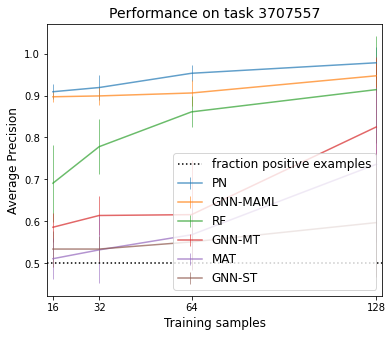 Performance on task 3707557
Average Precision
1.0
0.9
0.8
0.7
0.6
0.5
fraction positive examples
PN
GNN-MAML
RF
GNN-MT
MAT
GNN-ST
16
32
64
128
Training samples